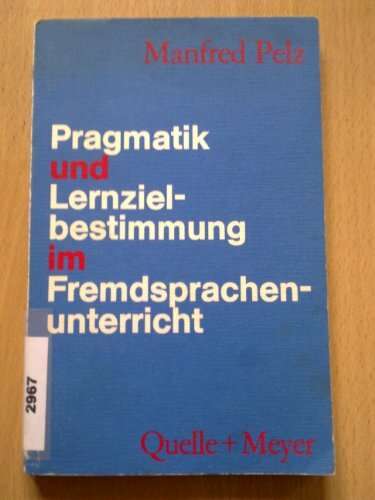 Manfred Pelz
Pragmatik
und
Lernziel-
bestimmung
im
Fremdsprachen-
unterricht
2967
Quelle + Meyer